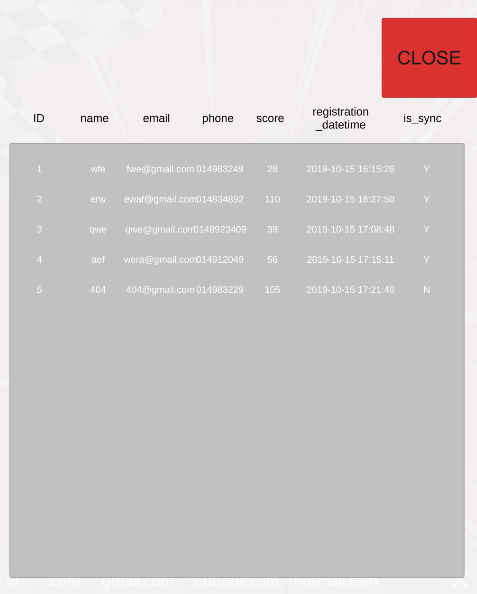 CLOSE
ID name email phone score registration
_datetime is_sync
1 wfe fwe@gmail.com 014983249 28 2019-10-15 16:15:26 Y
2 erw ewaf@gmail.com 014834892 110 2019-10-15 16:27:50 Y
3 qwe qwe@gmail.com 0148923409 39 2019-10-15 17:08:48 Y
4 aef wera@gmail.com 014912049 56 2019-10-15 17:15:11 Y
5 404 404@gmail.com 014983229 105 2019-10-15 17:21:46 N
@ .com gmail.com outlook.com hotmail.com